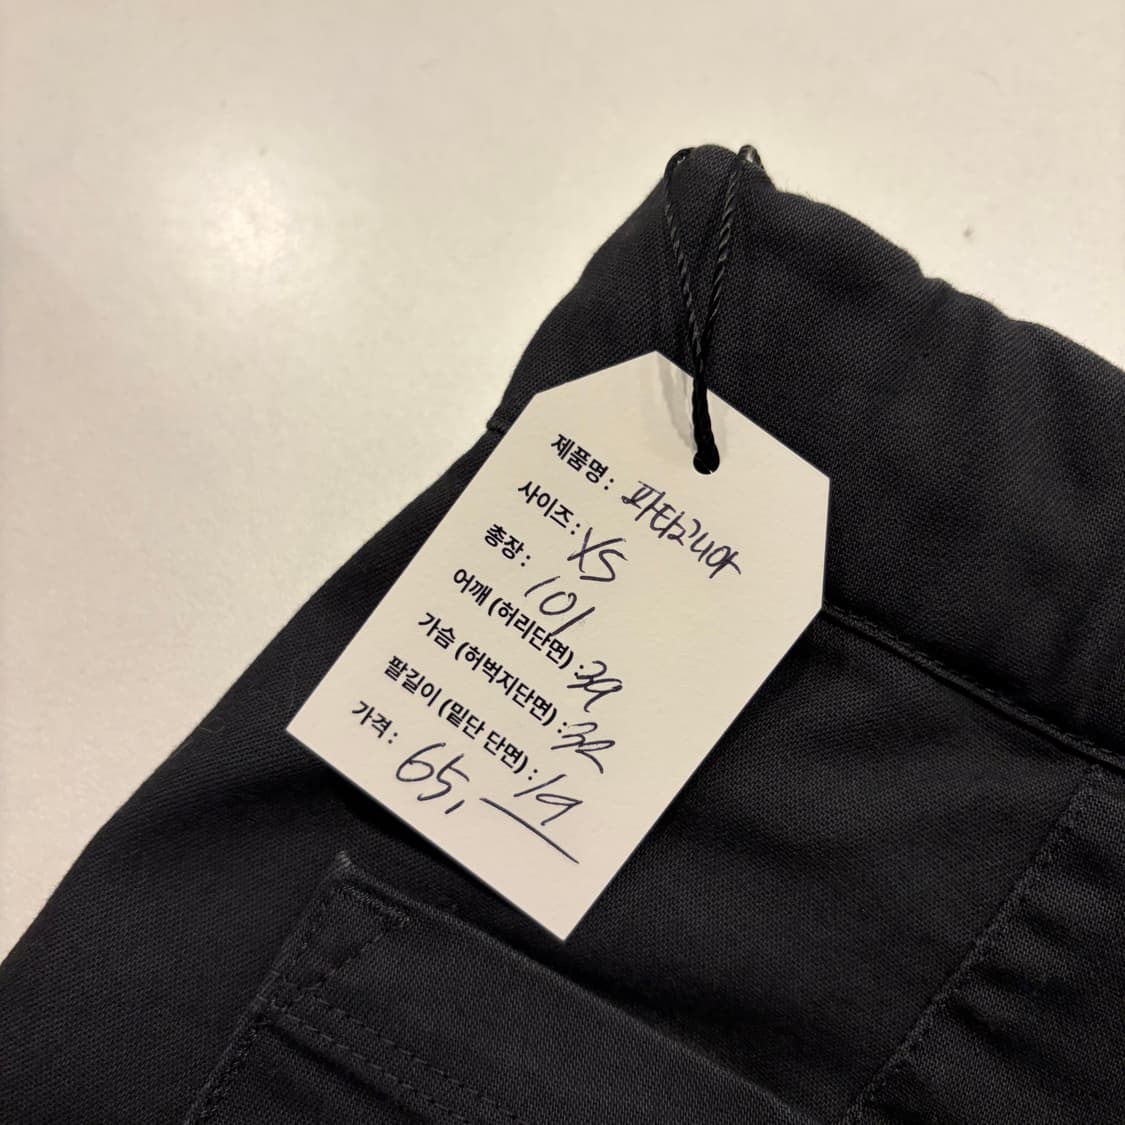 제품명 : 파타고니아
사이즈 : XS
총장 : 101
어깨 (허리단면) : 39
가슴 (허벅지단면) : 32
팔길이 (밑단 단면) : 19
가격 : 65,—